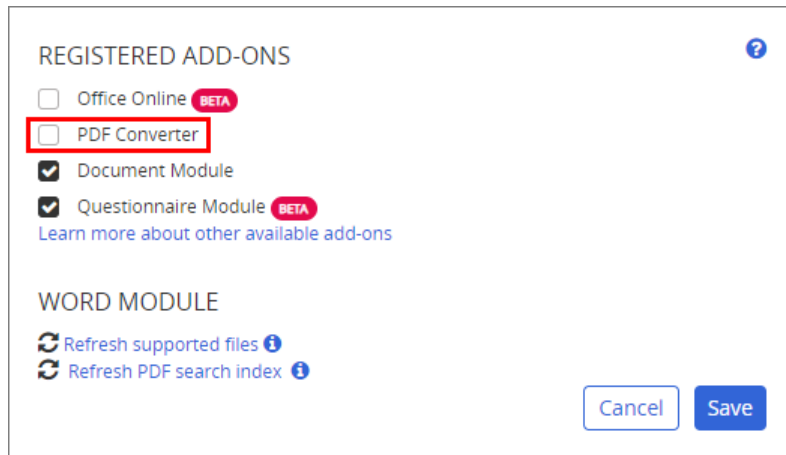 REGISTERED ADD-ONS
Office Online BETA
PDF Converter
Document Module
Questionnaire Module BETA
Learn more about other available add-ons
WORD MODULE
Refresh supported files
Refresh PDF search index
Cancel Save